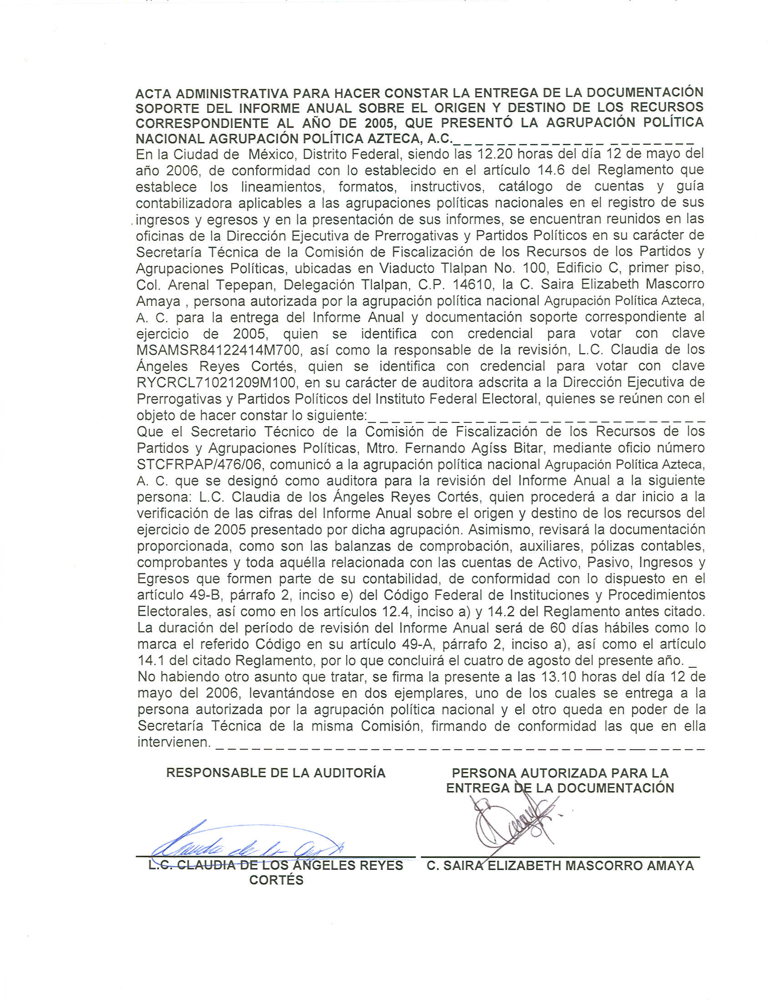 ACTA ADMINISTRATIVA PARA HACER CONSTAR LA ENTREGA DE LA DOCUMENTACIÓN
SOPORTE DEL INFORME ANUAL SOBRE EL ORIGEN Y DESTINO DE LOS RECURSOS
CORRESPONDIENTE AL AÑO DE 2005, QUE PRESENTÓ LA AGRUPACIÓN POLÍTICA
NACIONAL AGRUPACIÓN POLÍTICA AZTECA, A.C._ _ _ _ _ _ _ _ _ _ _ _ _ _ _ _ _ _ _ _ _
En la Ciudad de México, Distrito Federal, siendo las 12.20 horas del día 12 de mayo del
año 2006, de conformidad con lo establecido en el artículo 14.6 del Reglamento que
establece los lineamientos, formatos, instructivos, catálogo de cuentas y guía
contabilizadora aplicables a las agrupaciones políticas nacionales en el registro de sus
ingresos y egresos y en la presentación de sus informes, se encuentran reunidos en las
oficinas de la Dirección Ejecutiva de Prerrogativas y Partidos Políticos en su carácter de
Secretaría Técnica de la Comisión de Fiscalización de los Recursos de los Partidos y
Agrupaciones Políticas, ubicadas en Viaducto Tlalpan No. 100, Edificio C, primer piso,
Col. Arenal Tepepan, Delegación Tlalpan, C.P. 14610, la C. Saira Elizabeth Mascorro
Amaya , persona autorizada por la agrupación política nacional Agrupación Política Azteca,
A. C. para la entrega del Informe Anual y documentación soporte correspondiente al
ejercicio de 2005, quien se identifica con credencial para votar con clave
MSAMSR84122414M700, así como la responsable de la revisión, L.C. Claudia de los
Ángeles Reyes Cortés, quien se identifica con credencial para votar con clave
RYCRCL71021209M100, en su carácter de auditora adscrita a la Dirección Ejecutiva de
Prerrogativas y Partidos Políticos del Instituto Federal Electoral, quienes se reúnen con el
objeto de hacer constar lo siguiente:_ _ _ _ _ _ _ _ _ _ _ _ _ _ _ _ _ _ _ _ _ _ _ _ _ _ _ _
Que el Secretario Técnico de la Comisión de Fiscalización de los Recursos de los
Partidos y Agrupaciones Políticas, Mtro. Fernando Agíss Bitar, mediante oficio número
STCFRPAP/476/06, comunicó a la agrupación política nacional Agrupación Política Azteca,
A. C. que se designó como auditora para la revisión del Informe Anual a la siguiente
persona: L.C. Claudia de los Ángeles Reyes Cortés, quien procederá a dar inicio a la
verificación de las cifras del Informe Anual sobre el origen y destino de los recursos del
ejercicio de 2005 presentado por dicha agrupación. Asimismo, revisará la documentación
proporcionada, como son las balanzas de comprobación, auxiliares, pólizas contables,
comprobantes y toda aquélla relacionada con las cuentas de Activo, Pasivo, Ingresos y
Egresos que formen parte de su contabilidad, de conformidad con lo dispuesto en el
artículo 49-B, párrafo 2, inciso e) del Código Federal de Instituciones y Procedimientos
Electorales, así como en los artículos 12.4, inciso a) y 14.2 del Reglamento antes citado.
La duración del período de revisión del Informe Anual será de 60 días hábiles como lo
marca el referido Código en su artículo 49-A, párrafo 2, inciso a), así como el artículo
14.1 del citado Reglamento, por lo que concluirá el cuatro de agosto del presente año. _
No habiendo otro asunto que tratar, se firma la presente a las 13.10 horas del día 12 de
mayo del 2006, levantándose en dos ejemplares, uno de los cuales se entrega a la
persona autorizada por la agrupación política nacional y el otro queda en poder de la
Secretaría Técnica de la misma Comisión, firmando de conformidad las que en ella
intervienen. _ _ _ _ _ _ _ _ _ _ _ _ _ _ _ _ _ _ _ _ _ _ _ _ _ _ _ _ _ _ _ _ _ _ _ _ _ _ _ _ _
RESPONSABLE DE LA AUDITORÍA
PERSONA AUTORIZADA PARA LA
ENTREGA DE LA DOCUMENTACIÓN
L.C. CLAUDIA DE LOS ÁNGELES REYES
CORTÉS
C. SAIRA ELIZABETH MASCORRO AMAYA